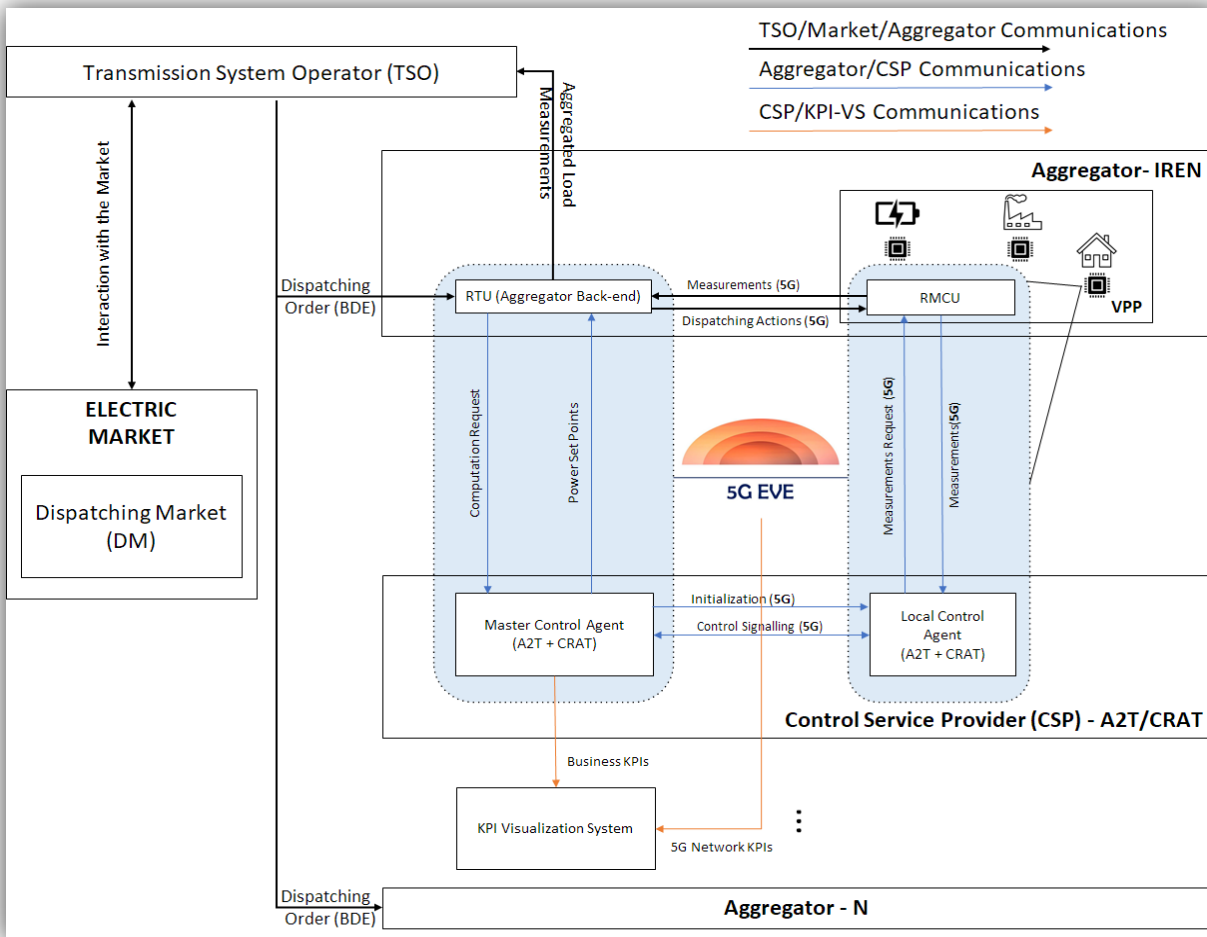 TSO/Market/Aggregator Communications
Aggregator/CSP Communications
CSP/KPI-VS Communications
Transmission System Operator (TSO)
Aggregated Load
Measurements
Interaction with the Market
Aggregator- IREN
VPP
Dispatching
Order (BDE)
RTU (Aggregator Back-end)
Measurements (5G)
Dispatching Actions (5G)
RMCU
ELECTRIC
MARKET
Dispatching Market
(DM)
Computation Request
Power Set Points
5G EVE
Measurements Request (5G)
Measurements(5G)
Master Control Agent
(A2T + CRAT)
Initialization (5G)
Control Signalling (5G)
Local Control
Agent
(A2T + CRAT)
Control Service Provider (CSP) - A2T/CRAT
Business KPIs
KPI Visualization System
5G Network KPIs
Dispatching
Order (BDE)
Aggregator - N